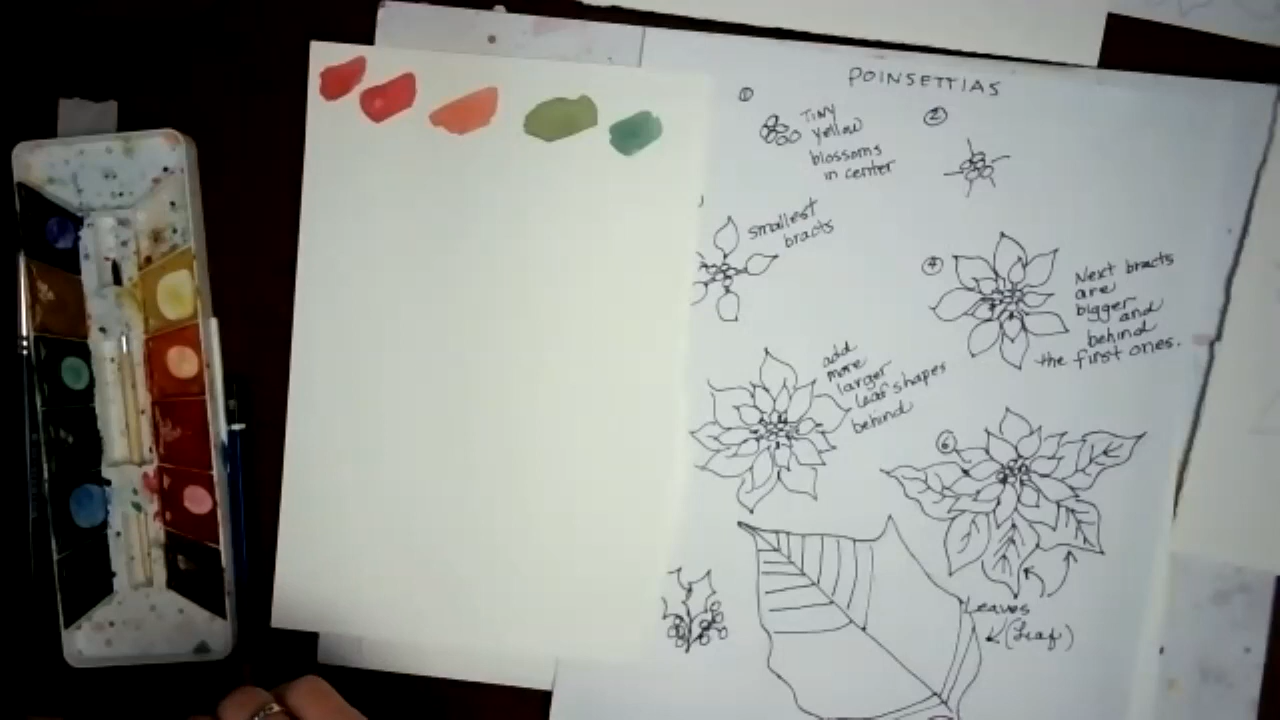 POINSETTIAS
①
Tiny
yellow
blossoms
in center
②
smallest
bracts
④
Next bracts
are
bigger
and
behind
the first ones.
add
more
larger
leaf shapes
behind
⑥
Leaves
(Leaf)